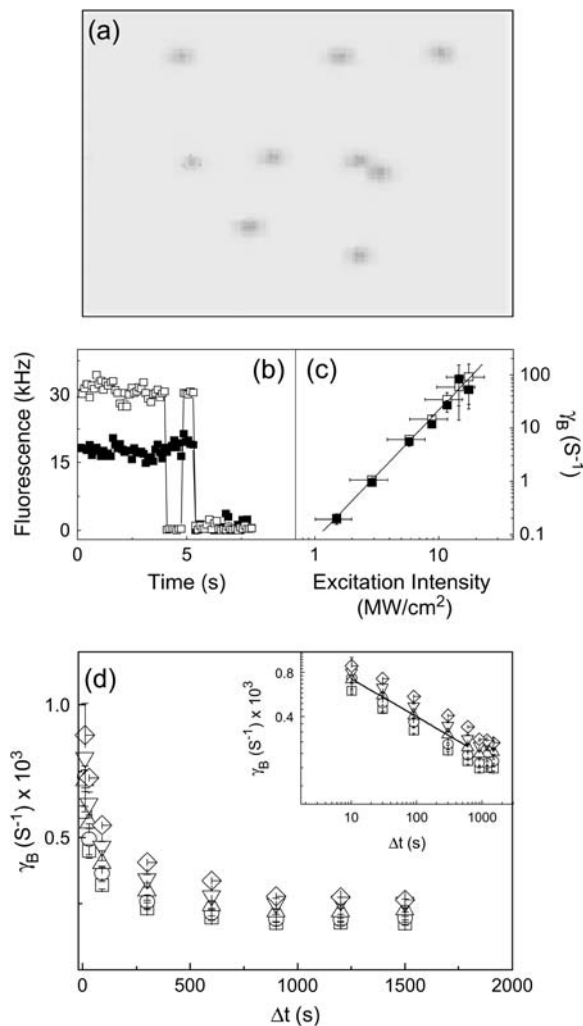 (a)
Fluorescence (kHz)
30
15
0
(b)
0
5
Time (s)
(c)
100
10
1
0.1
γB (S-1)
1
10
Excitation Intensity
(MW/cm2)
(d)
γB (S-1) x 103
1.0
0.5
0
0
500
750
1000
1500
2000
Δt (s)
γB (S-1) x 103
0.8
0.4
10
100
1000
Δt (s)